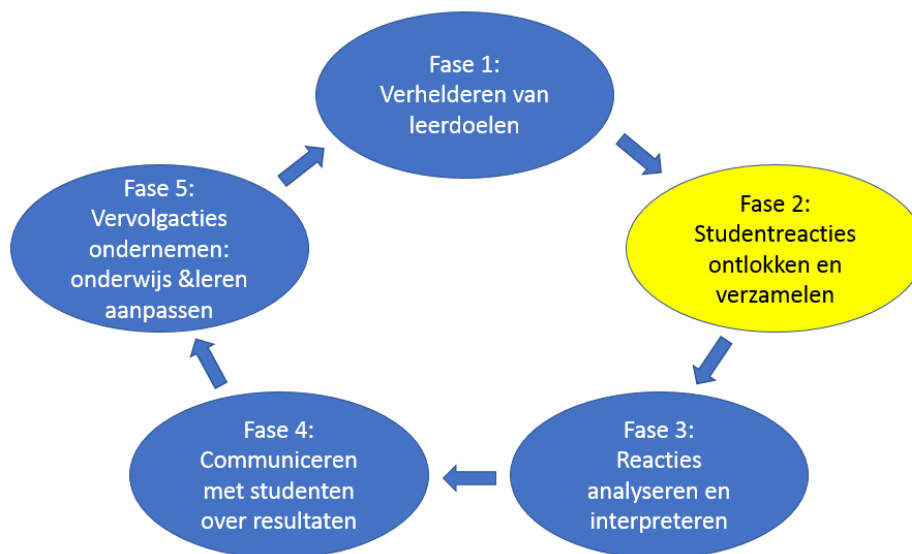 Fase 1:
Verhelderen van
leerdoelen
Fase 2:
Studentreacties
ontlokken en
verzamelen
Fase 3:
Reacties
analyseren en
interpreteren
Fase 4:
Communiceren
met studenten
over resultaten
Fase 5:
Vervolgacties
ondernemen:
onderwijs &leren
aanpassen